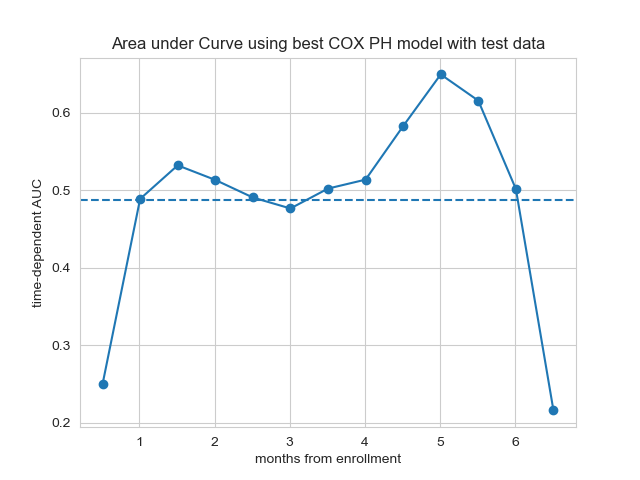 Area under Curve using best COX PH model with test data
time-dependent AUC
0.6
0.5
0.4
0.3
0.2
1 2 3 4 5 6
months from enrollment